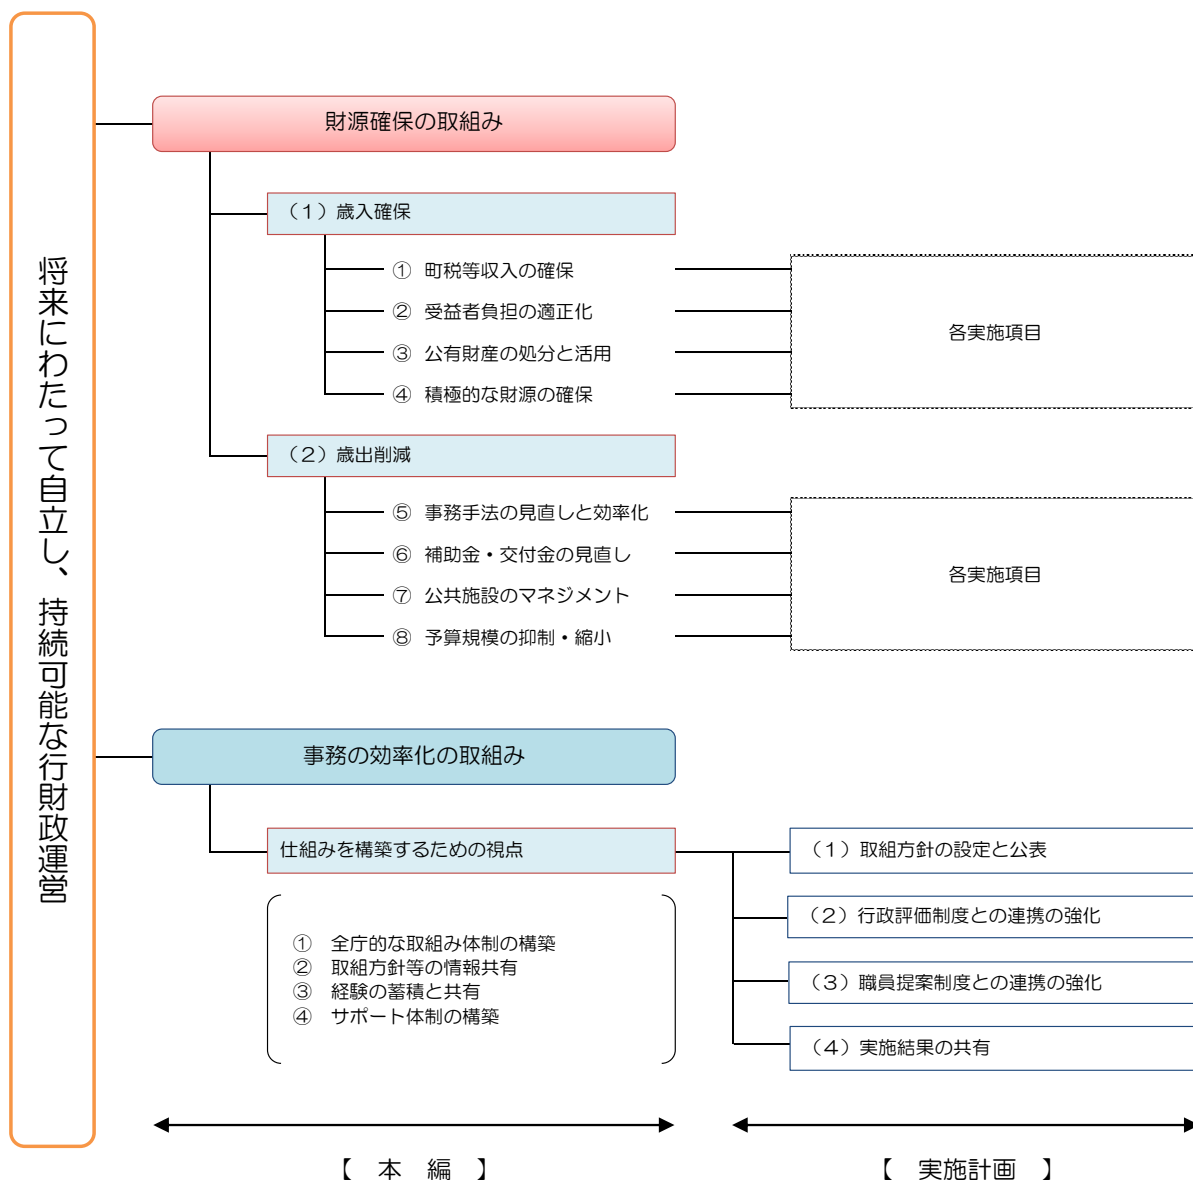 将来にわたって自立し、持続可能な行財政運営
財源確保の取組み
（１）歳入確保
① 町税等収入の確保
② 受益者負担の適正化
③ 公有財産の処分と活用
④ 積極的な財源の確保
各実施項目
（２）歳出削減
⑤ 事務手法の見直しと効率化
⑥ 補助金・交付金の見直し
⑦ 公共施設のマネジメント
⑧ 予算規模の抑制・縮小
各実施項目
事務の効率化の取組み
仕組みを構築するための視点
① 全庁的な取組み体制の構築
② 取組方針等の情報共有
③ 経験の蓄積と共有
④ サポート体制の構築
（１）取組方針の設定と公表
（２）行政評価制度との連携の強化
（３）職員提案制度との連携の強化
（４）実施結果の共有
【　本　編　】
【　実施計画　】